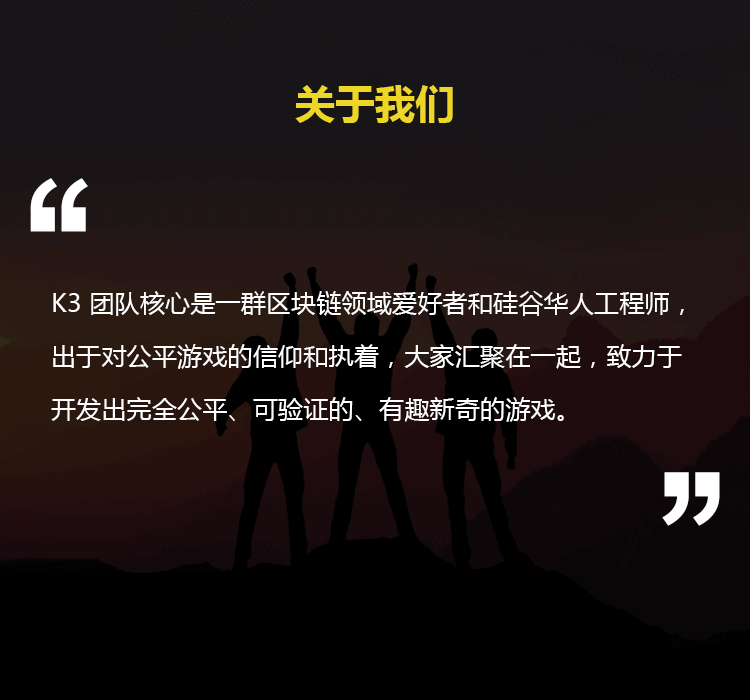 关于我们
“
K3 团队核心是一群区块链领域爱好者和硅谷华人工程师，
出于对公平游戏的信仰和执着，大家汇聚在一起，致力于
开发出完全公平、可验证的、有趣新奇的游戏。
”